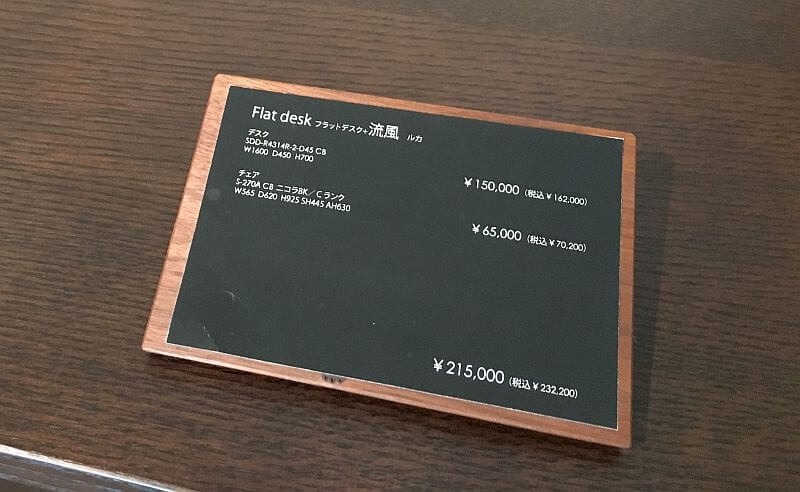 Flat desk フラットデスク+流風 ルカ
デスク
SDD-R4314R-2-D45 CB
W1600 D450 H700
￥150,000（税込￥162,000）
チェア
S-270A CB ニコラBK／Cランク
W565 D620 H925 SH445 AH630
￥65,000（税込￥70,200）
￥215,000（税込￥232,200）